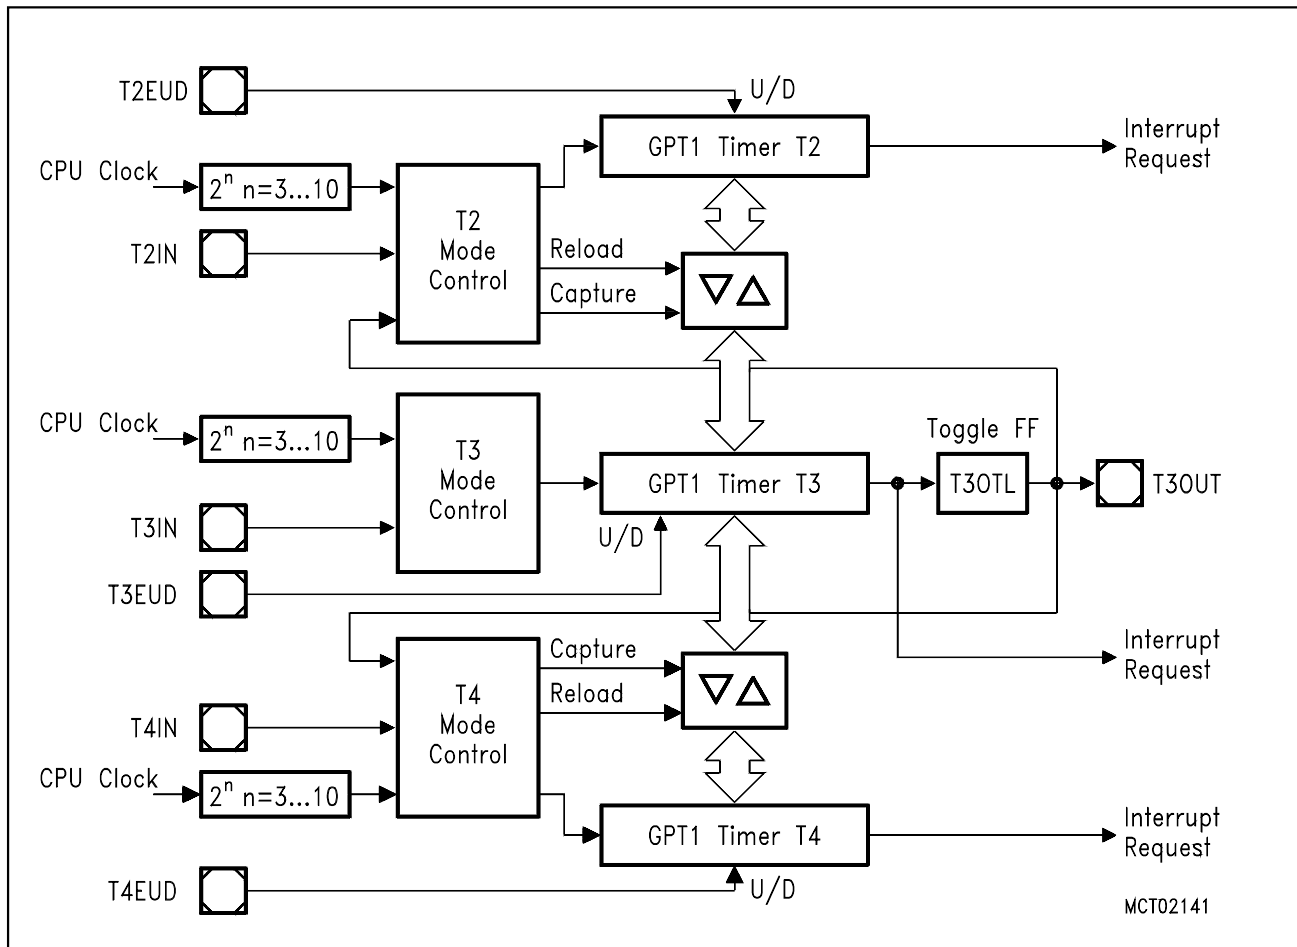 T2EUD
U/D
GPT1 Timer T2
Interrupt
Request
CPU Clock
2ⁿ n=3...10
T2IN
T2
Mode
Control
Reload
Capture
CPU Clock
2ⁿ n=3...10
T3
Mode
Control
GPT1 Timer T3
Toggle FF
T3OTL
T3OUT
T3IN
U/D
T3EUD
Interrupt
Request
Capture
Reload
T4
Mode
Control
T4IN
CPU Clock
2ⁿ n=3...10
GPT1 Timer T4
Interrupt
Request
T4EUD
U/D
MCT02141